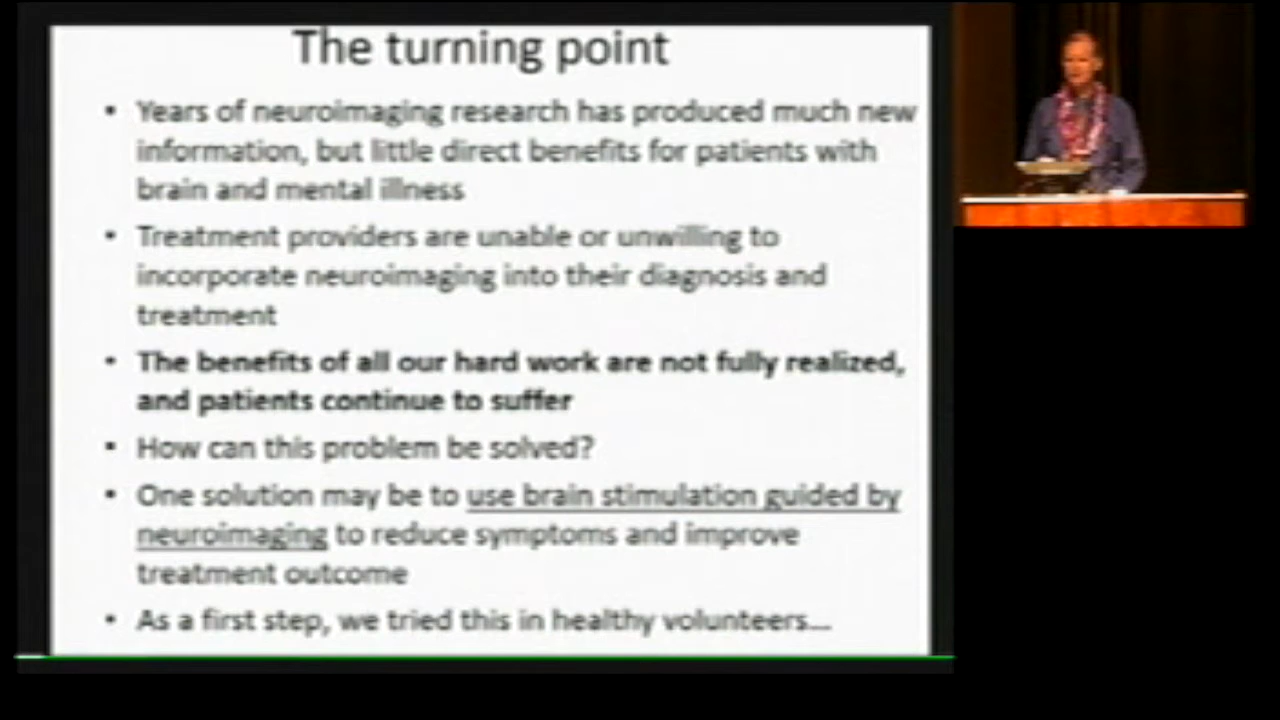 The turning point
• Years of neuroimaging research has produced much new
information, but little direct benefits for patients with
brain and mental illness
• Treatment providers are unable or unwilling to
incorporate neuroimaging into their diagnosis and
treatment
• The benefits of all our hard work are not fully realized,
and patients continue to suffer
• How can this problem be solved?
• One solution may be to use brain stimulation guided by
neuroimaging to reduce symptoms and improve
treatment outcome
• As a first step, we tried this in healthy volunteers...